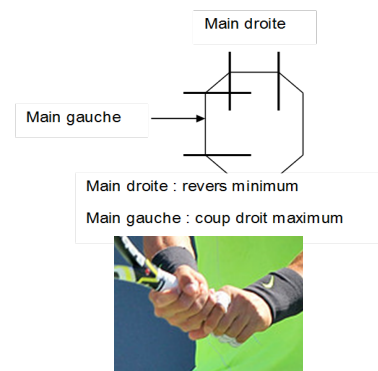 Main droite
Main gauche
Main droite : revers minimum
Main gauche : coup droit maximum